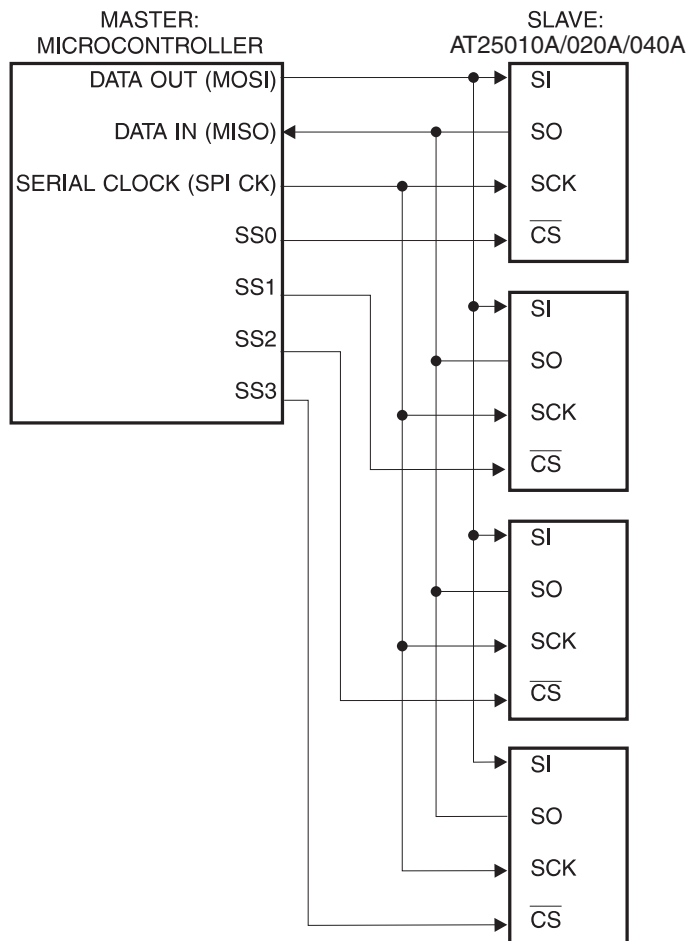 MASTER:
MICROCONTROLLER
SLAVE:
AT25010A/020A/040A
DATA OUT (MOSI)
DATA IN (MISO)
SERIAL CLOCK (SPI CK)
SS0
SS1
SS2
SS3
SI
SO
SCK
CS
SI
SO
SCK
CS
SI
SO
SCK
CS
SI
SO
SCK
CS